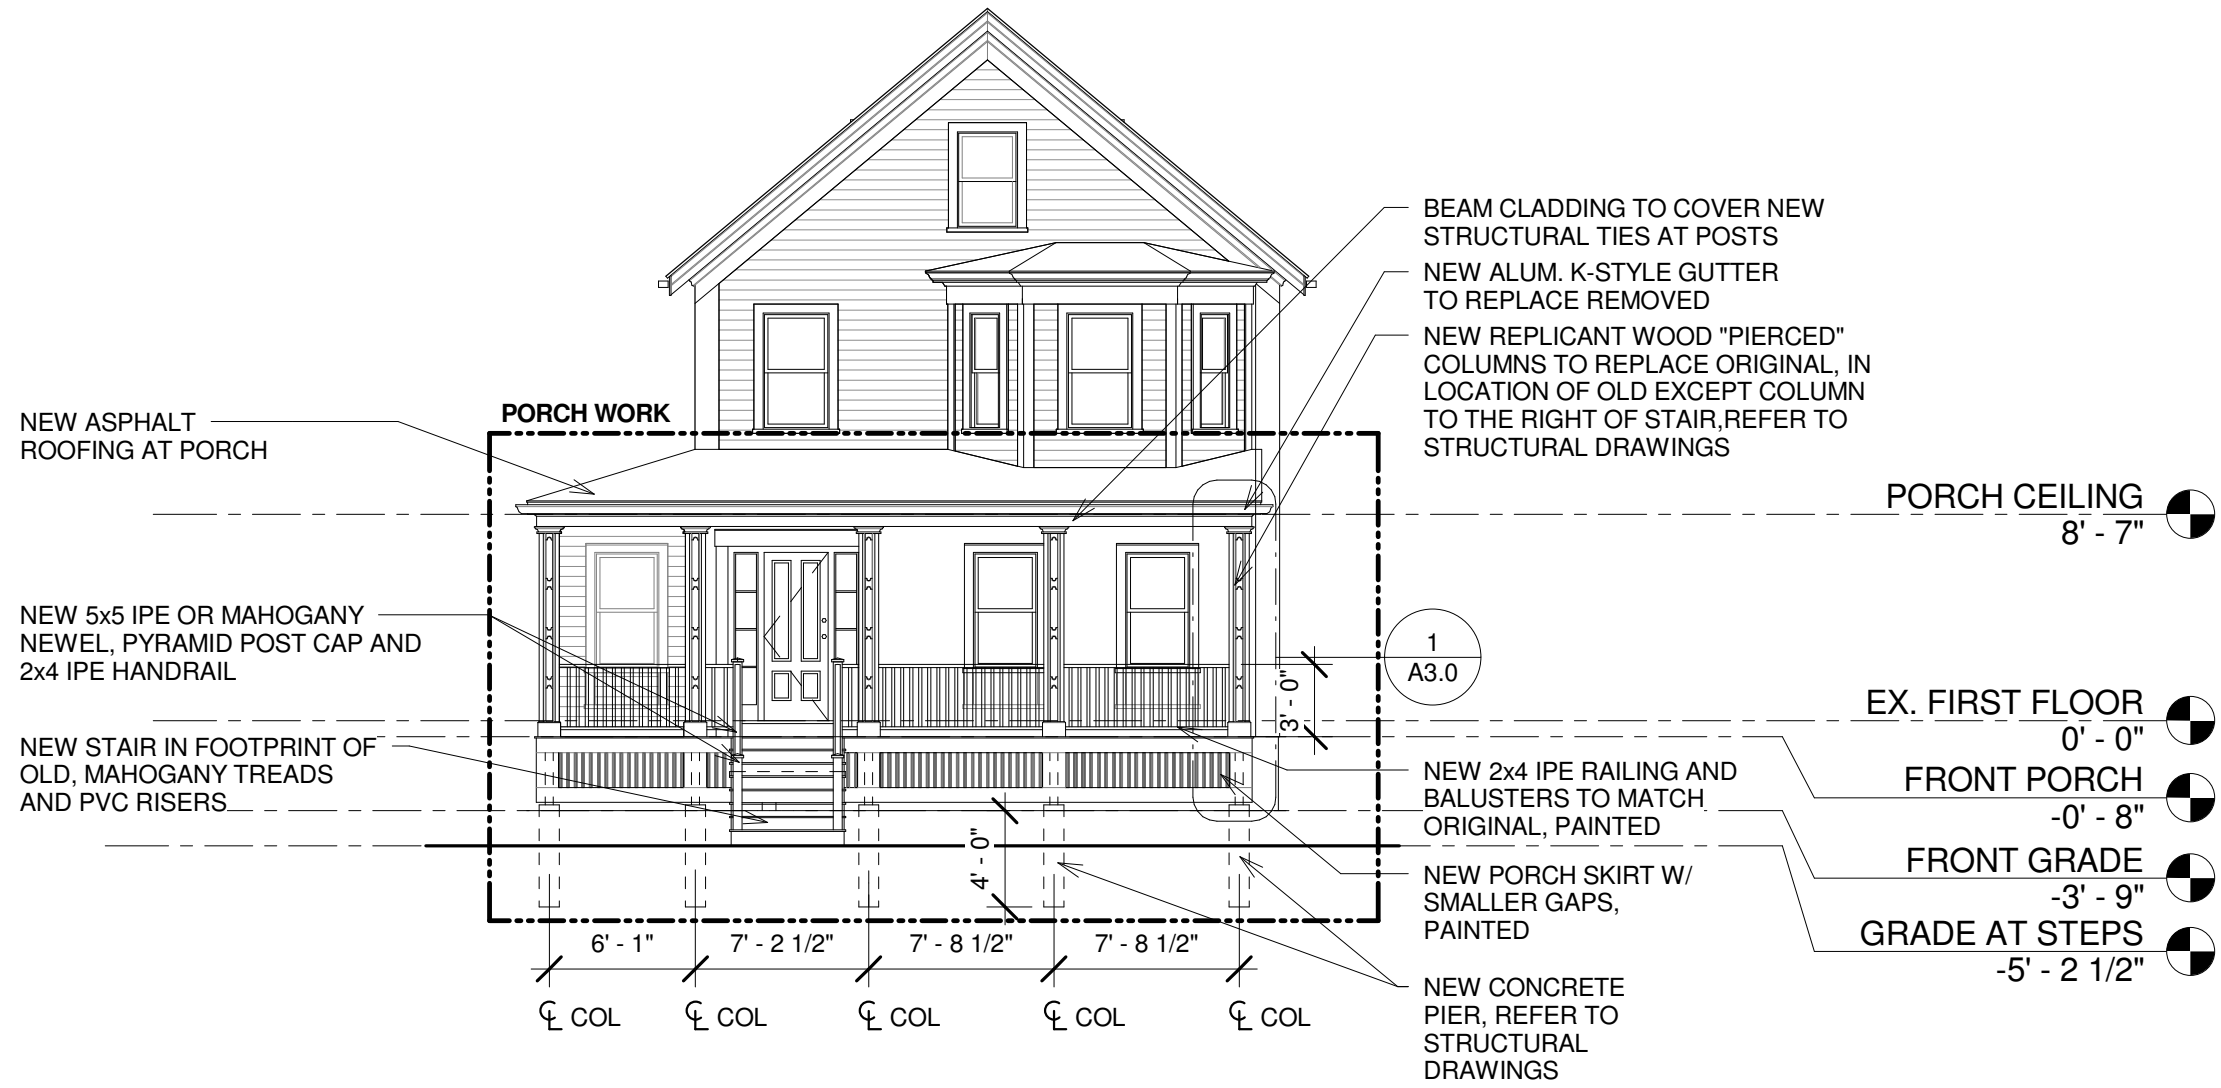 BEAM CLADDING TO COVER NEW
STRUCTURAL TIES AT POSTS
NEW ALUM. K-STYLE GUTTER
TO REPLACE REMOVED
NEW REPLICANT WOOD "PIERCED"
COLUMNS TO REPLACE ORIGINAL, IN
LOCATION OF OLD EXCEPT COLUMN
TO THE RIGHT OF STAIR,REFER TO
STRUCTURAL DRAWINGS
PORCH WORK
NEW ASPHALT
ROOFING AT PORCH
NEW 5x5 IPE OR MAHOGANY
NEWEL, PYRAMID POST CAP AND
2x4 IPE HANDRAIL
NEW STAIR IN FOOTPRINT OF
OLD, MAHOGANY TREADS
AND PVC RISERS
PORCH CEILING
8' - 7"
1
A3.0
3' - 0"
EX. FIRST FLOOR
0' - 0"
FRONT PORCH
-0' - 8"
FRONT GRADE
-3' - 9"
GRADE AT STEPS
-5' - 2 1/2"
NEW 2x4 IPE RAILING AND
BALUSTERS TO MATCH
ORIGINAL, PAINTED
NEW PORCH SKIRT W/
SMALLER GAPS,
PAINTED
NEW CONCRETE
PIER, REFER TO
STRUCTURAL
DRAWINGS
4' - 0"
6' - 1"
7' - 2 1/2"
7' - 8 1/2"
7' - 8 1/2"
℄ COL
℄ COL
℄ COL
℄ COL
℄ COL